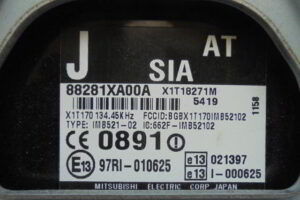 J AT
SIA
88281XA00A X1T18271M
5419
X1T170 134.45KHz FCCID:BGBX1T170IMB52102
TYPE: IMB521-02 IC:662F-IMB52102
1158
CE 0891
E13 97RI-010625
e13 021397
e13 I-000625
MITSUBISHI ELECTRIC CORP JAPAN